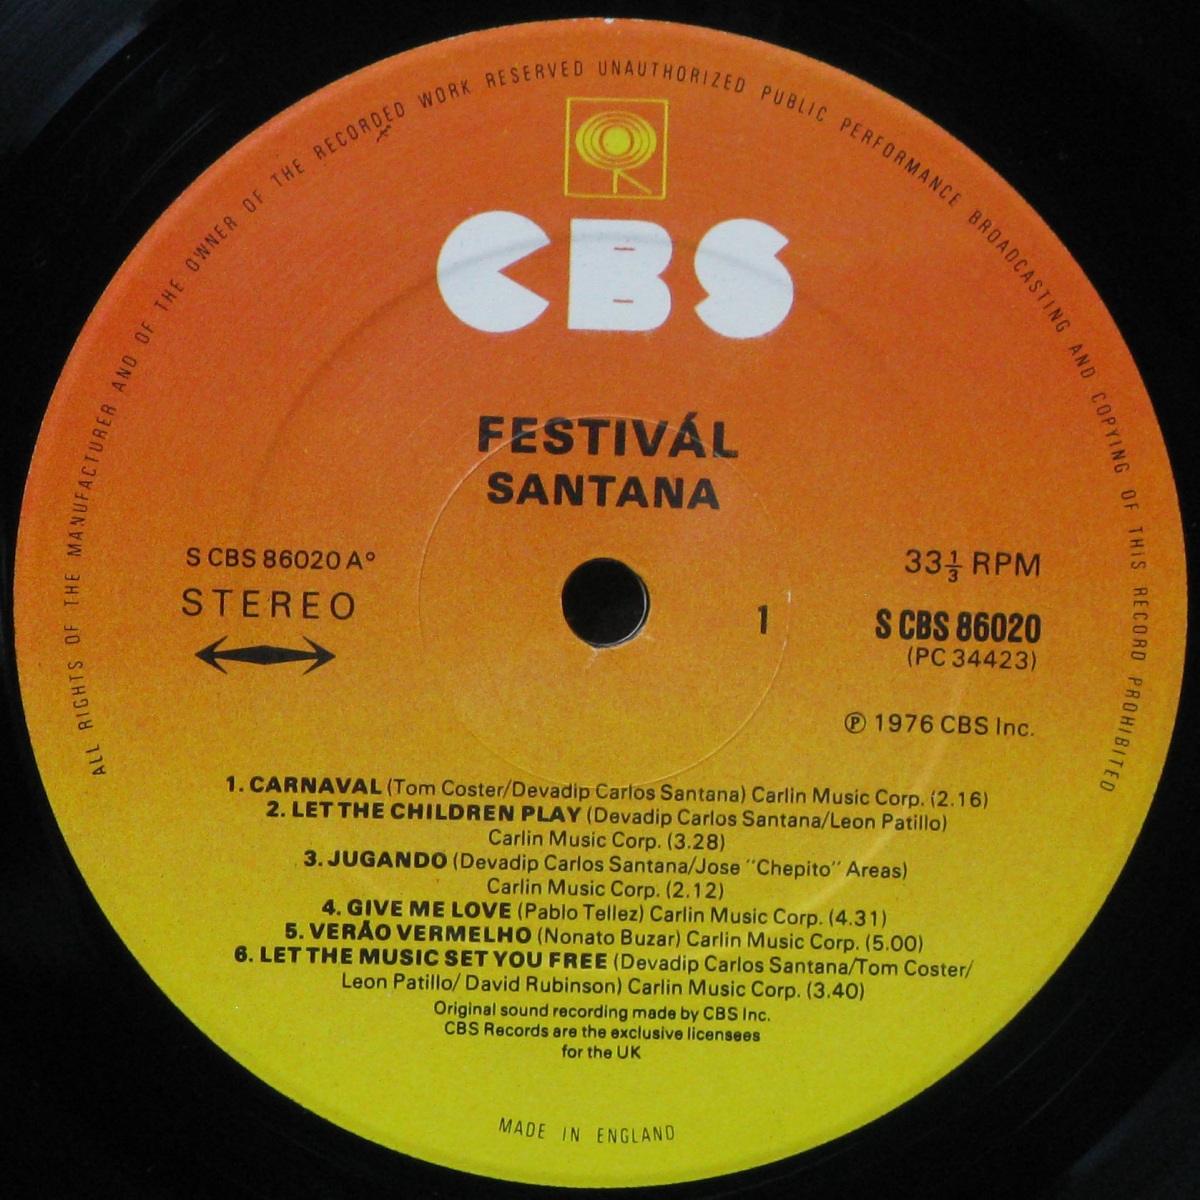 ALL RIGHTS OF THE MANUFACTURER AND OF THE OWNER OF THE RECORDED WORK RESERVED UNAUTHORIZED PUBLIC PERFORMANCE BROADCASTING AND COPYING OF THIS RECORD PROHIBITED
CBS
FESTIVÁL
SANTANA
S CBS 86020 A°
STEREO
33⅓ RPM
1
S CBS 86020
(PC 34423)
℗ 1976 CBS Inc.
1. CARNAVAL (Tom Coster/Devadip Carlos Santana) Carlin Music Corp. (2.16)
2. LET THE CHILDREN PLAY (Devadip Carlos Santana/Leon Patillo)
Carlin Music Corp. (3.28)
3. JUGANDO (Devadip Carlos Santana/Jose "Chepito" Areas)
Carlin Music Corp. (2.12)
4. GIVE ME LOVE (Pablo Tellez) Carlin Music Corp. (4.31)
5. VERÃO VERMELHO (Nonato Buzar) Carlin Music Corp. (5.00)
6. LET THE MUSIC SET YOU FREE (Devadip Carlos Santana/Tom Coster/
Leon Patillo/ David Rubinson) Carlin Music Corp. (3.40)
Original sound recording made by CBS Inc.
CBS Records are the exclusive licensees
for the UK
MADE IN ENGLAND